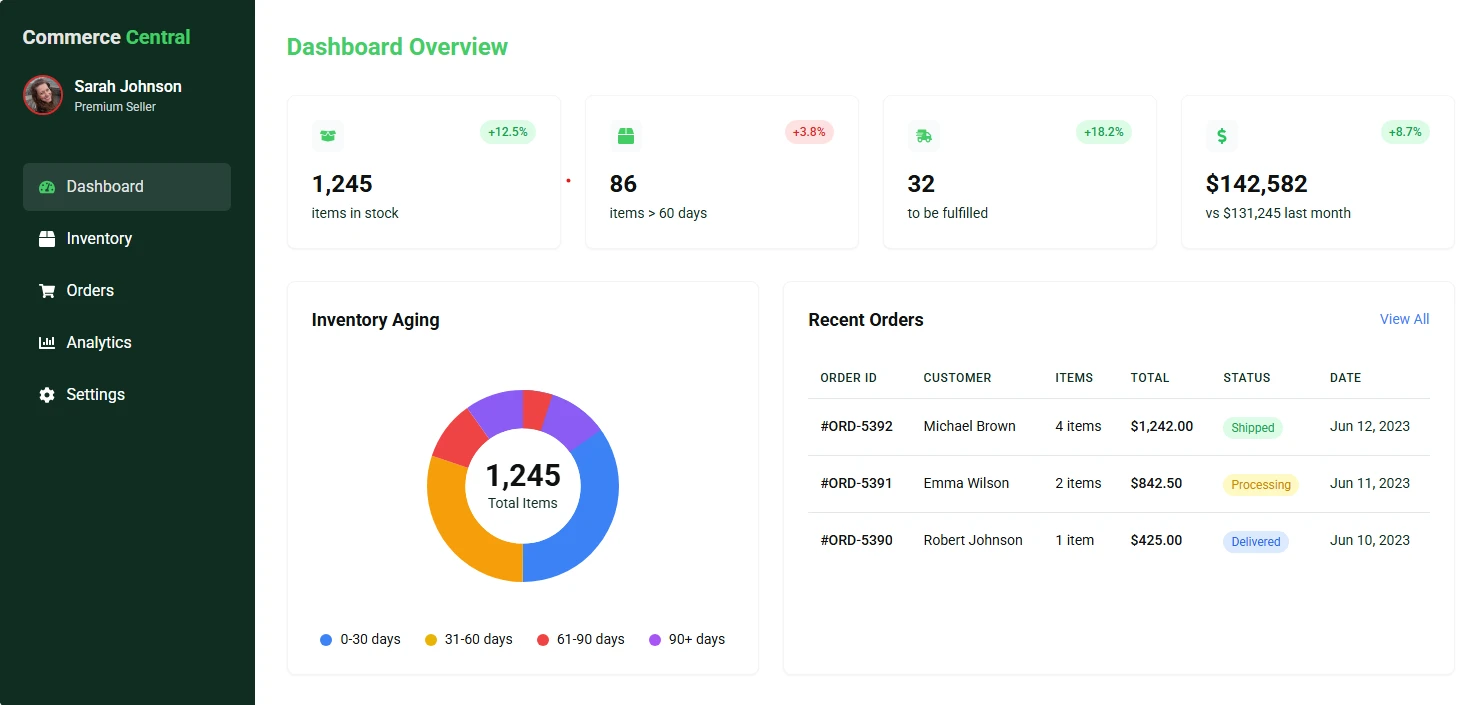 Commerce Central
Sarah Johnson
Premium Seller
Dashboard
Inventory
Orders
Analytics
Settings
Dashboard Overview
+12.5%
1,245
items in stock
+3.8%
86
items > 60 days
+18.2%
32
to be fulfilled
$
+8.7%
$142,582
vs $131,245 last month
Inventory Aging
1,245
Total Items
0-30 days 31-60 days 61-90 days 90+ days
Recent Orders View All
ORDER ID CUSTOMER ITEMS TOTAL STATUS DATE
#ORD-5392 Michael Brown 4 items $1,242.00 Shipped Jun 12, 2023
#ORD-5391 Emma Wilson 2 items $842.50 Processing Jun 11, 2023
#ORD-5390 Robert Johnson 1 item $425.00 Delivered Jun 10, 2023